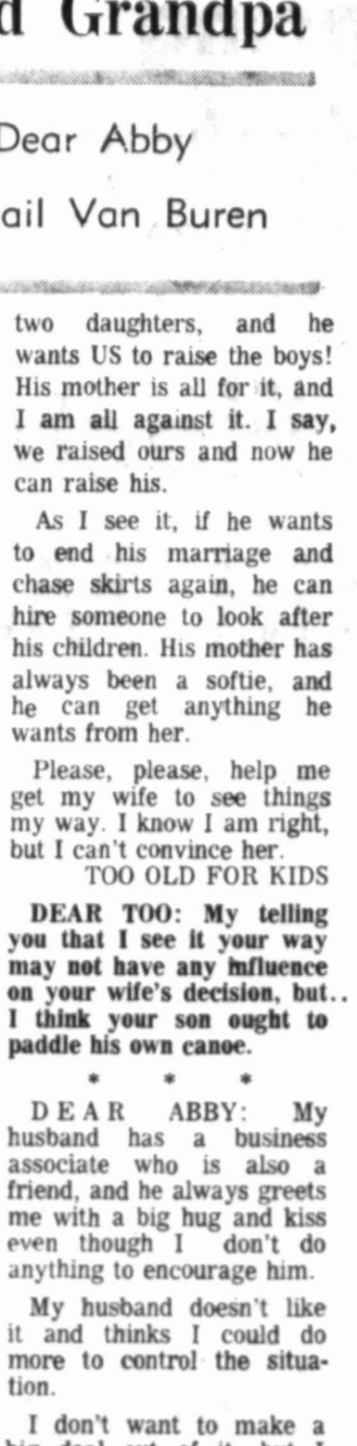 d Grandpa
Dear Abby
ail Van Buren
two daughters, and he
wants US to raise the boys!
His mother is all for it, and
I am all against it. I say,
we raised ours and now he
can raise his.
As I see it, if he wants
to end his marriage and
chase skirts again, he can
hire someone to look after
his children. His mother has
always been a softie, and
he can get anything he
wants from her.
Please, please, help me
get my wife to see things
my way. I know I am right,
but I can't convince her.
TOO OLD FOR KIDS
DEAR TOO: My telling
you that I see it your way
may not have any influence
on your wife's decision, but..
I think your son ought to
paddle his own canoe.
* * *
DEAR ABBY: My
husband has a business
associate who is also a
friend, and he always greets
me with a big hug and kiss
even though I don't do
anything to encourage him.
My husband doesn't like
it and thinks I could do
more to control the situa-
tion.
I don't want to make a
big deal out of it, but I